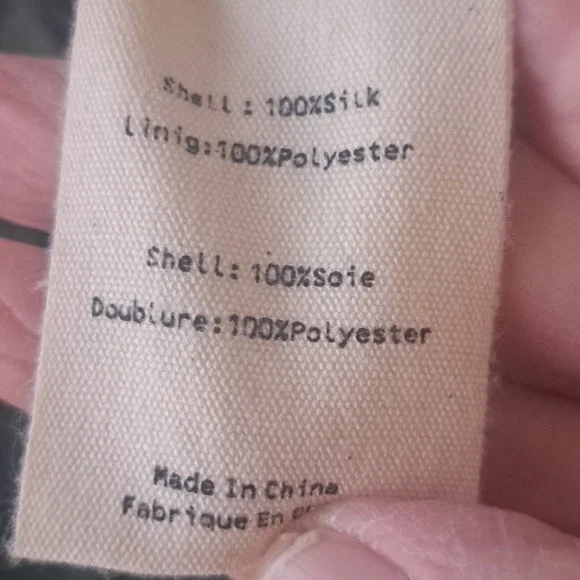 Shell : 100%Silk
Linig:100%Polyester
Shell: 100%Soie
Doublure:100%Polyester
Made In China
Fabrique En